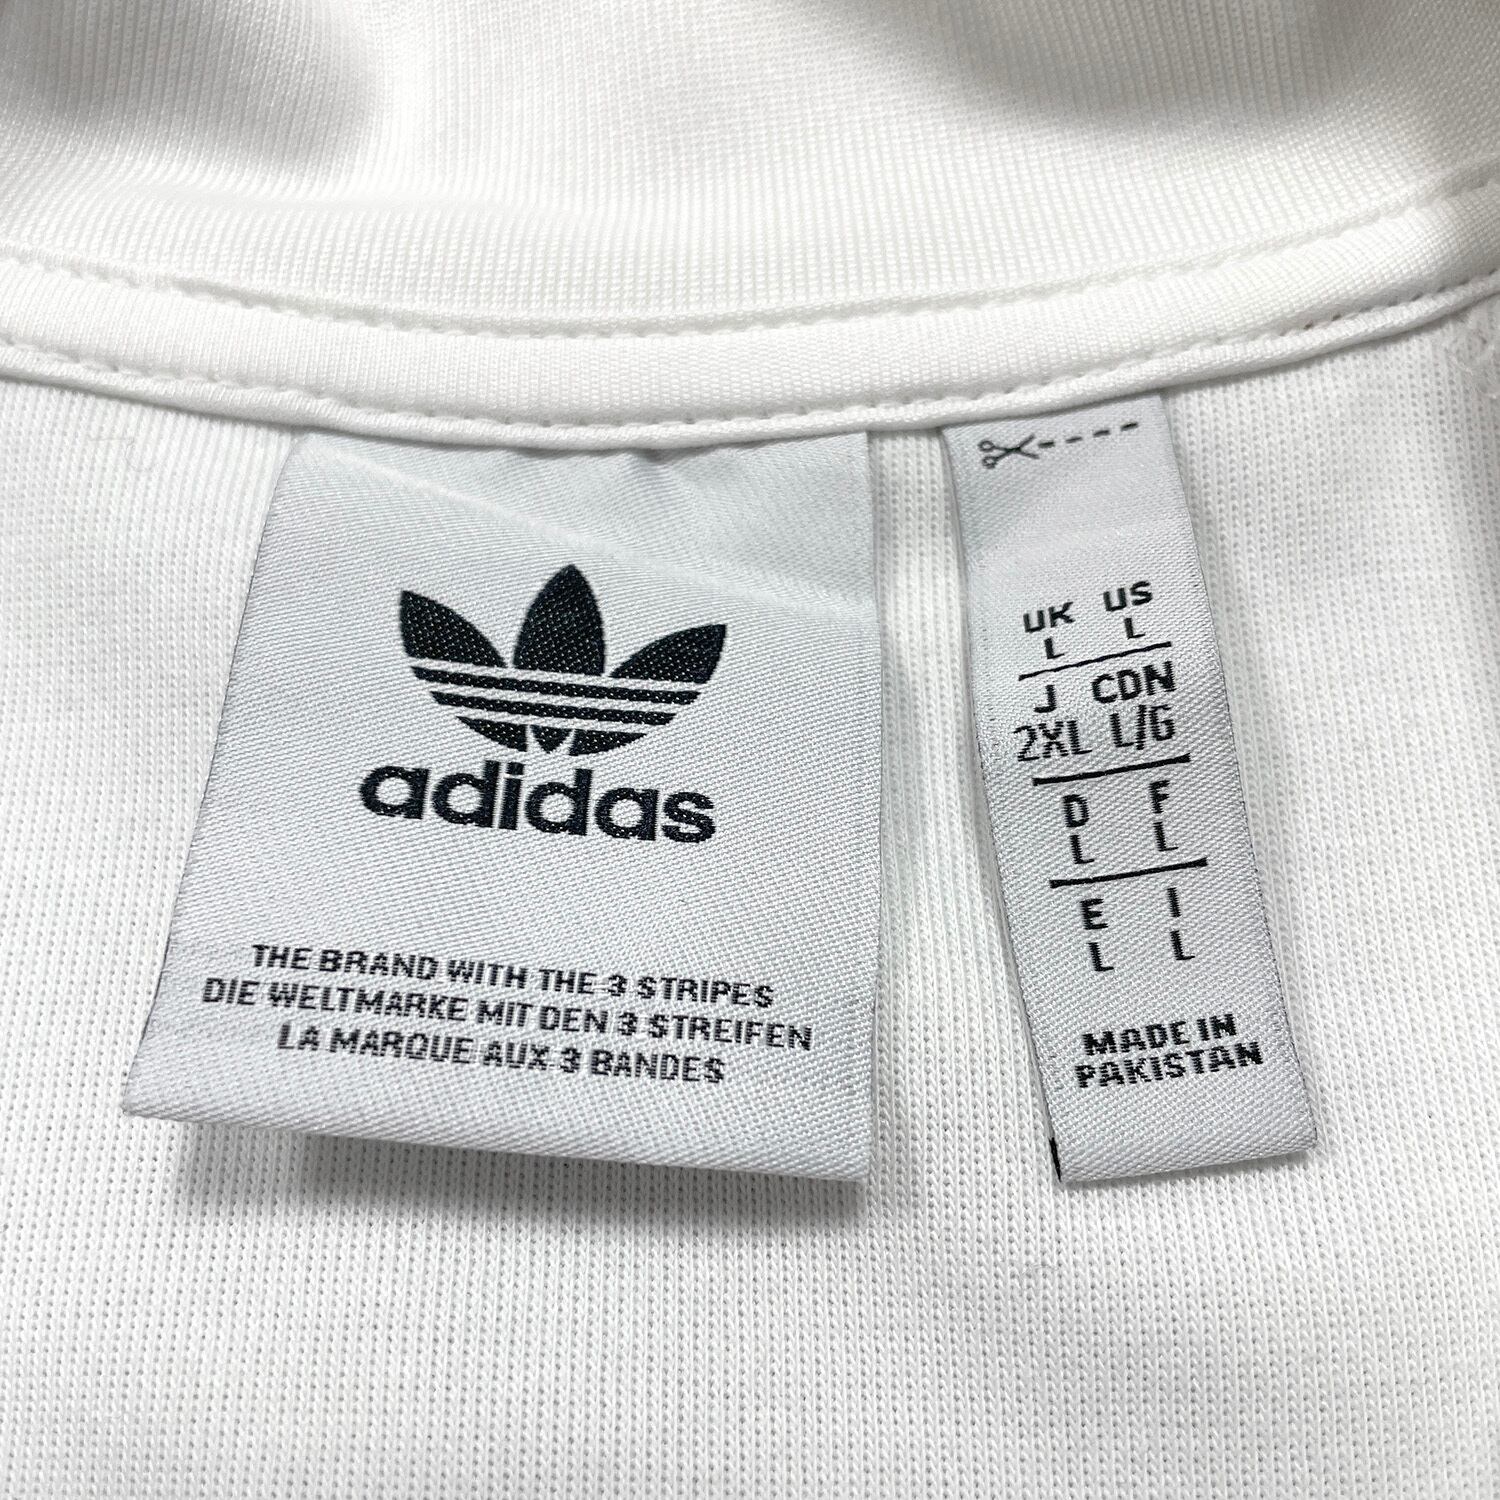 adidas
THE BRAND WITH THE 3 STRIPES
DIE WELTMARKE MIT DEN 3 STREIFEN
LA MARQUE AUX 3 BANDES
UK US
L L
J CDN
2XL L/G
D F
L L
E I
L L
MADE IN
PAKISTAN